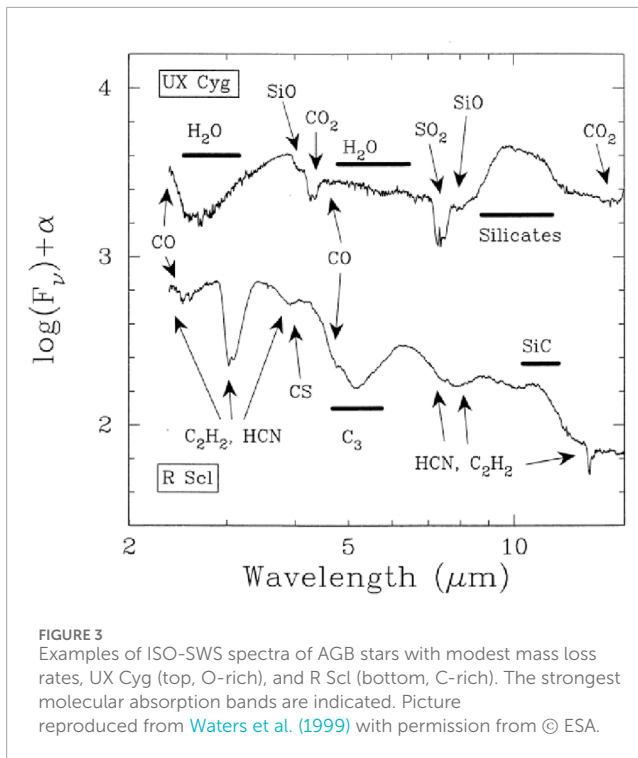 UX Cyg
SiO
CO₂
H₂O
H₂O
SO₂
SiO
CO₂
CO
CO
Silicates
SiC
CS
C₂H₂, HCN
C₃
HCN, C₂H₂
R Scl
4
3
2
log(Fν)+α
2
5
10
Wavelength (μm)
FIGURE 3
Examples of ISO-SWS spectra of AGB stars with modest mass loss
rates, UX Cyg (top, O-rich), and R Scl (bottom, C-rich). The strongest
molecular absorption bands are indicated. Picture
reproduced from Waters et al. (1999) with permission from © ESA.